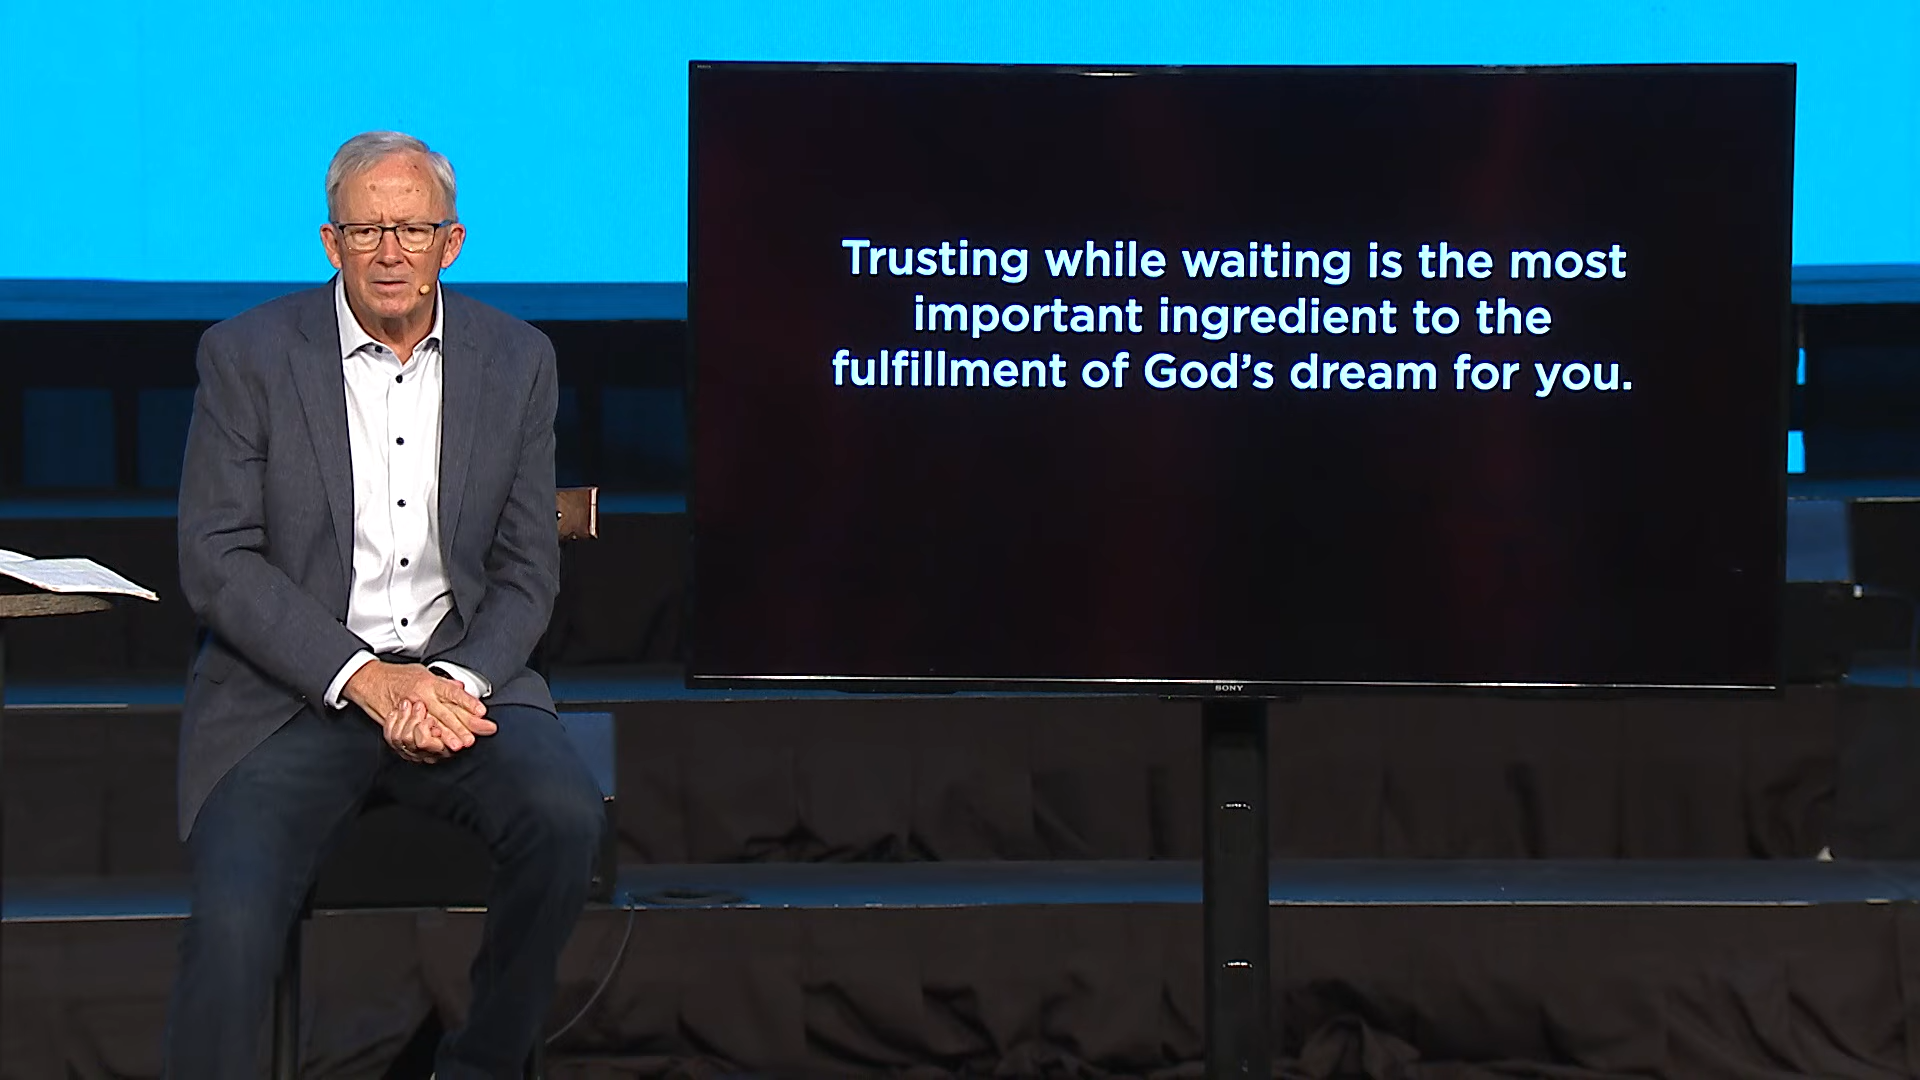 Trusting while waiting is the most
important ingredient to the
fulfillment of God’s dream for you.
SONY